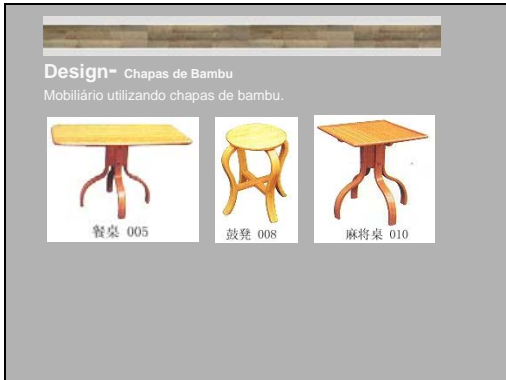 Design- Chapas de Bambu
Mobiliário utilizando chapas de bambu.
餐桌 005
鼓凳 008
麻将桌 010